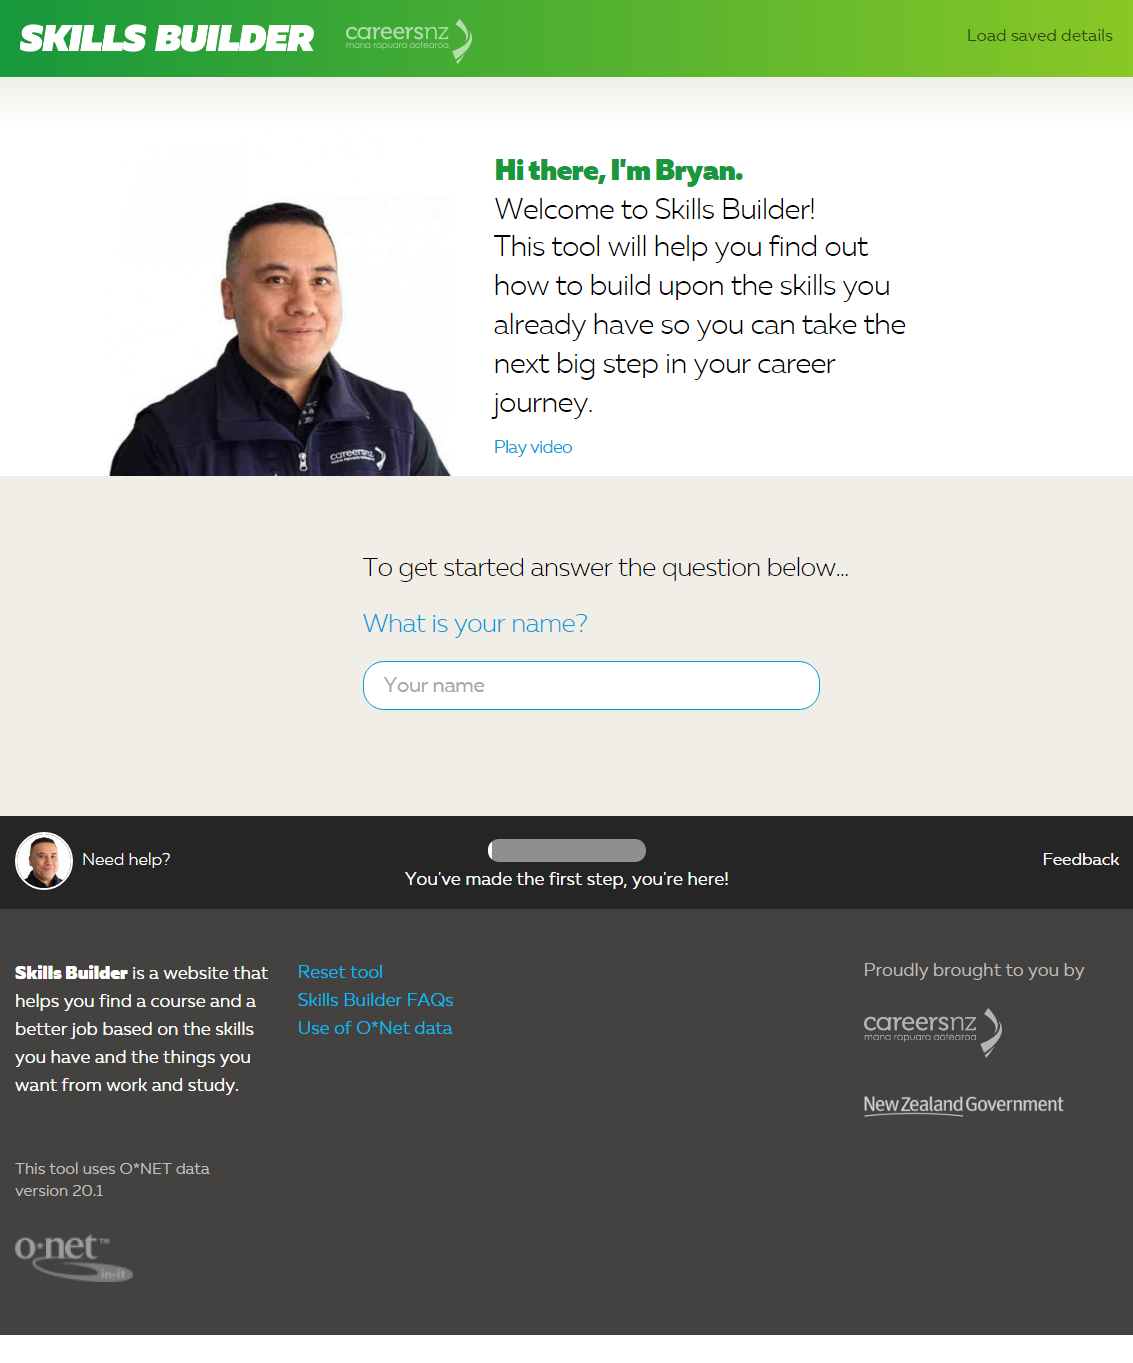 SKILLS BUILDER
careersnz
mana rapuara aotearoa
Load saved details
Hi there, I'm Bryan.
Welcome to Skills Builder!
This tool will help you find out
how to build upon the skills you
already have so you can take the
next big step in your career
journey.
careersnz
Play video
To get started answer the question below...
What is your name?
Your name
Need help?
You've made the first step, you're here!
Feedback
Skills Builder is a website that
helps you find a course and a
better job based on the skills
you have and the things you
want from work and study.
Reset tool
Skills Builder FAQs
Use of O*Net data
Proudly brought to you by
careersnz
mana rapuara aotearoa
New Zealand Government
This tool uses O*NET data
version 20.1
o*net™
in-it